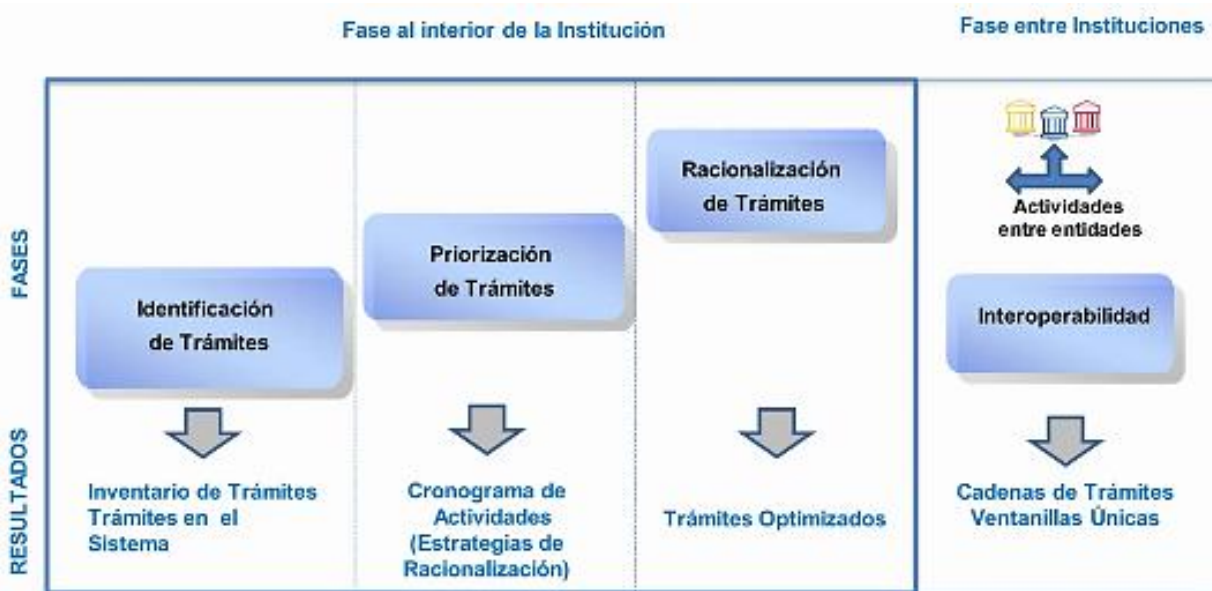 Fase al interior de la Institución
Fase entre Instituciones
FASES
Identificación
de Trámites
Priorización
de Trámites
Racionalización
de Trámites
Actividades
entre entidades
Interoperabilidad
RESULTADOS
Inventario de Trámites
Trámites en el
Sistema
Cronograma de
Actividades
(Estrategias de
Racionalización)
Trámites Optimizados
Cadenas de Trámites
Ventanillas Únicas